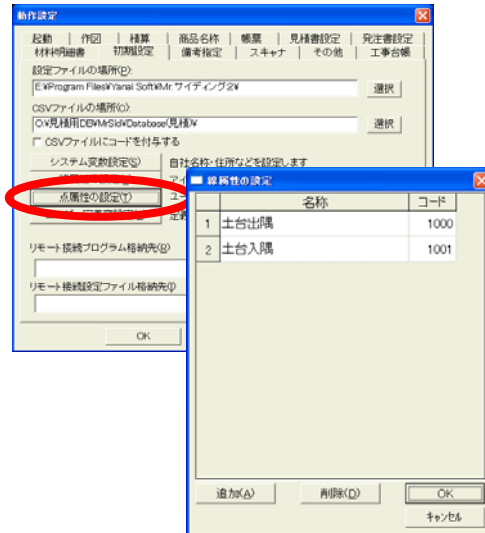 動作設定
起動 作図 積算 商品名称 帳票 見積書設定 発注書設定
材料明細書 初期設定 備考指定 スキャナ その他 工事台帳
設定ファイルの場所(P):
E:¥Program Files¥Yanai Soft¥Mr.サイディング2¥
選択
CSVファイルの場所(O):
選択
CSVファイルにコードを付与する
システム変数設定(S) 自社名称・住所などを設定します
点属性の設定(T)
リモート接続プログラム格納先(R)
リモート接続設定ファイル格納先(I)
OK
線属性の設定
名称 コード
1 土台出隅 1000
2 土台入隅 1001
追加(A) 削除(D) OK
キャンセル